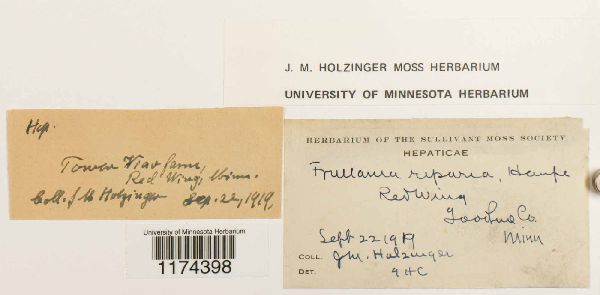 J. M. HOLZINGER MOSS HERBARIUM
UNIVERSITY OF MINNESOTA HERBARIUM
Hep.
Tower View farm,
Red Wing, Minn.
Coll. J M Holzinger Sep. 22, 1919.
University of Minnesota Herbarium
1174398
HERBARIUM OF THE SULLIVANT MOSS SOCIETY
HEPATICAE
Frullania riparia, Hampe
Red Wing
Goodhue Co.
Sept 22 1919 Minn
COLL. J M. Holzinger
DET.